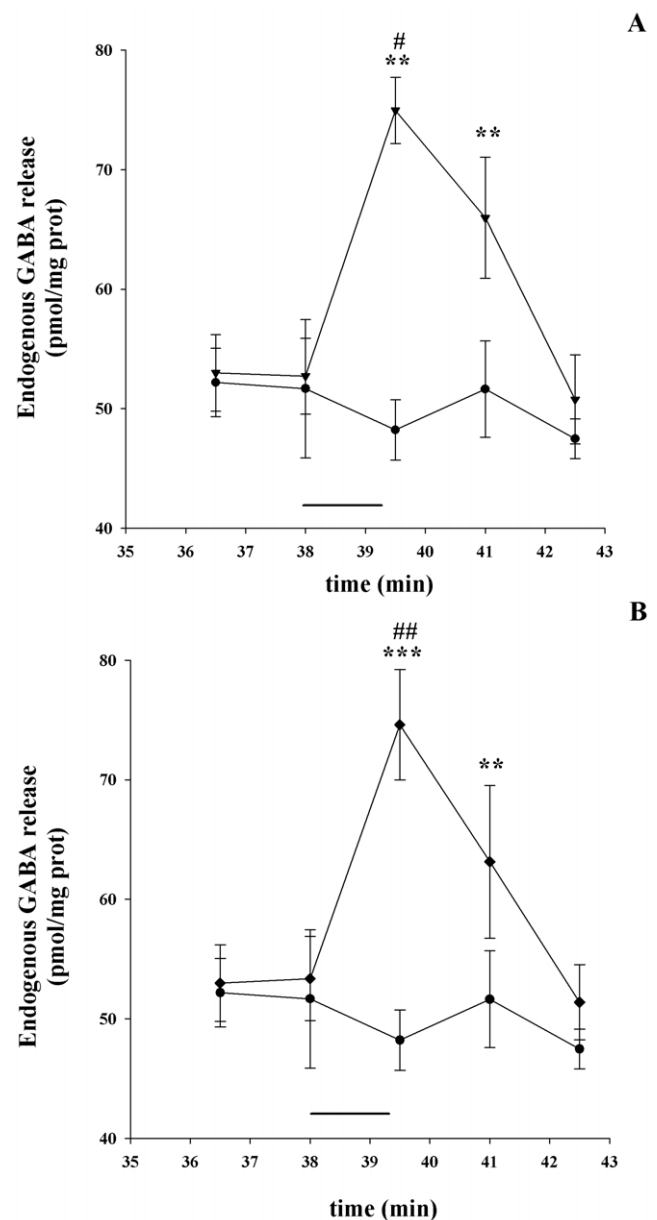 A
#
**
**
Endogenous GABA release
(pmol/mg prot)
80
70
60
50
40
35 36 37 38 39 40 41 42 43
time (min)
B
##
***
**
Endogenous GABA release
(pmol/mg prot)
80
70
60
50
40
35 36 37 38 39 40 41 42 43
time (min)